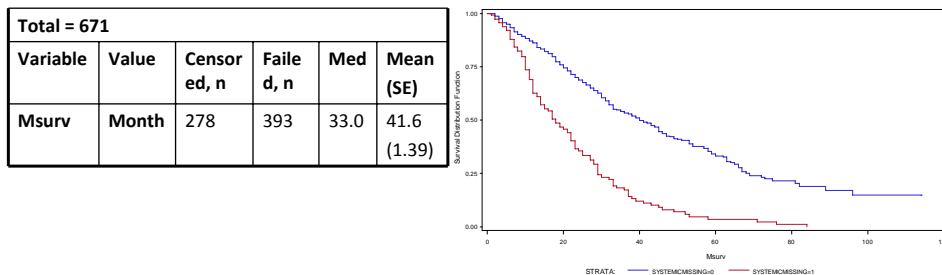 Total = 671
Variable Value Censor Faile Med Mean
ed, n d, n (SE)
Msurv Month 278 393 33.0 41.6
(1.39)
Survival Distribution Function
1.00
0.75
0.50
0.25
0.00
0 20 40 60 80 100
Msurv
STRATA: SYSTEMICMISSING=0 SYSTEMICMISSING=1